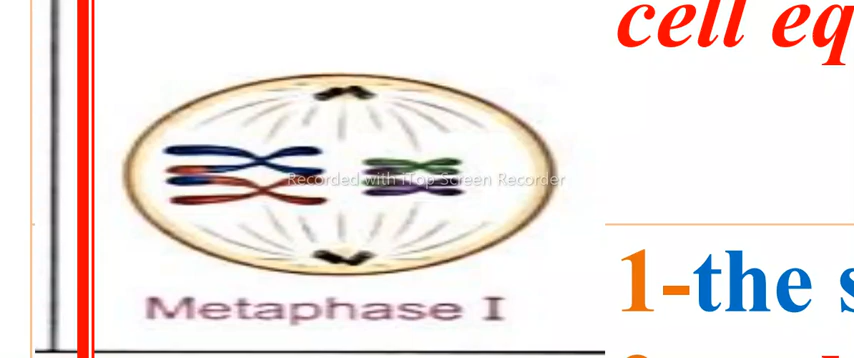 cell eq
Recorded with iTop Screen Recorder
1-the s
Metaphase I